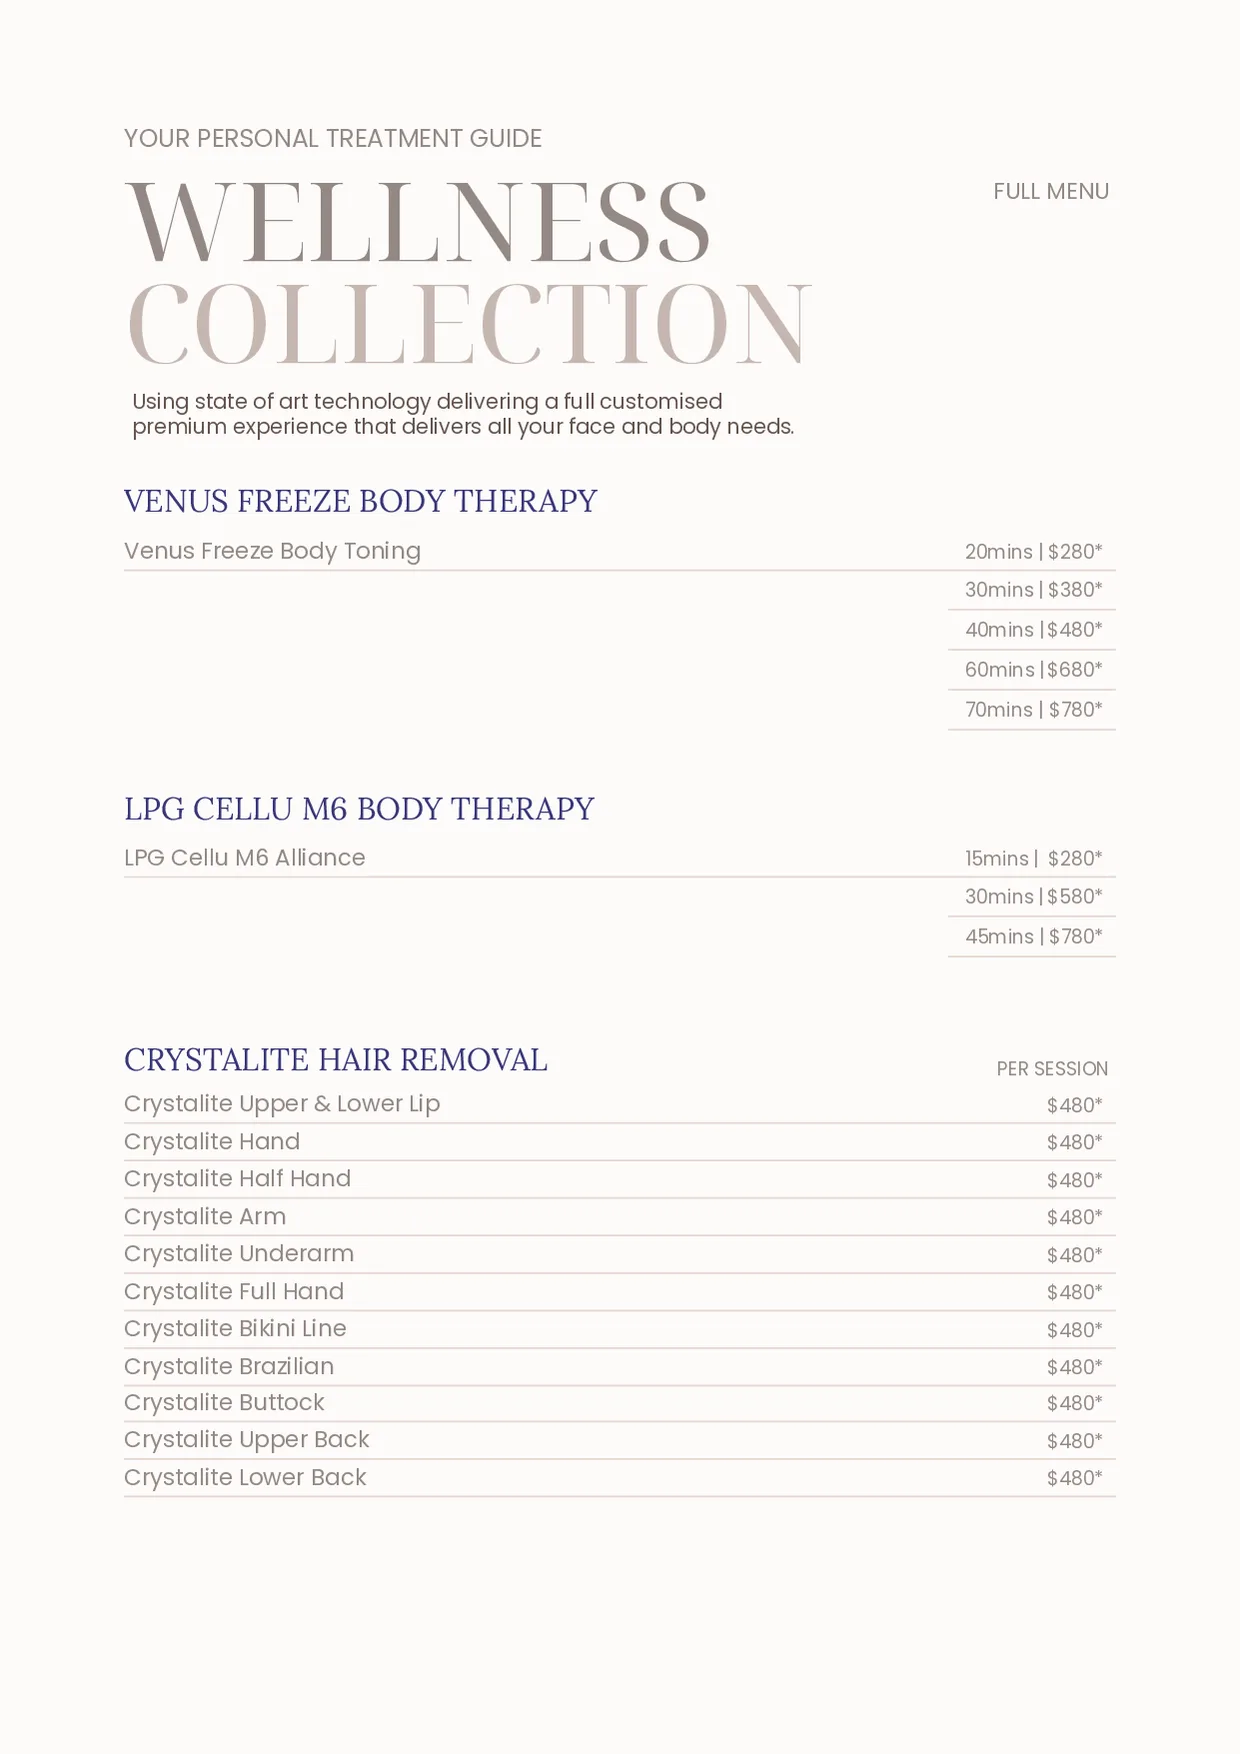 YOUR PERSONAL TREATMENT GUIDE
WELLNESS
FULL MENU
COLLECTION
Using state of art technology delivering a full customised
premium experience that delivers all your face and body needs.
VENUS FREEZE BODY THERAPY
Venus Freeze Body Toning 20mins | $280*
30mins | $380*
40mins | $480*
60mins | $680*
70mins | $780*
LPG CELLU M6 BODY THERAPY
LPG Cellu M6 Alliance 15mins | $280*
30mins | $580*
45mins | $780*
CRYSTALITE HAIR REMOVAL PER SESSION
Crystalite Upper & Lower Lip $480*
Crystalite Hand $480*
Crystalite Half Hand $480*
Crystalite Arm $480*
Crystalite Underarm $480*
Crystalite Full Hand $480*
Crystalite Bikini Line $480*
Crystalite Brazilian $480*
Crystalite Buttock $480*
Crystalite Upper Back $480*
Crystalite Lower Back $480*